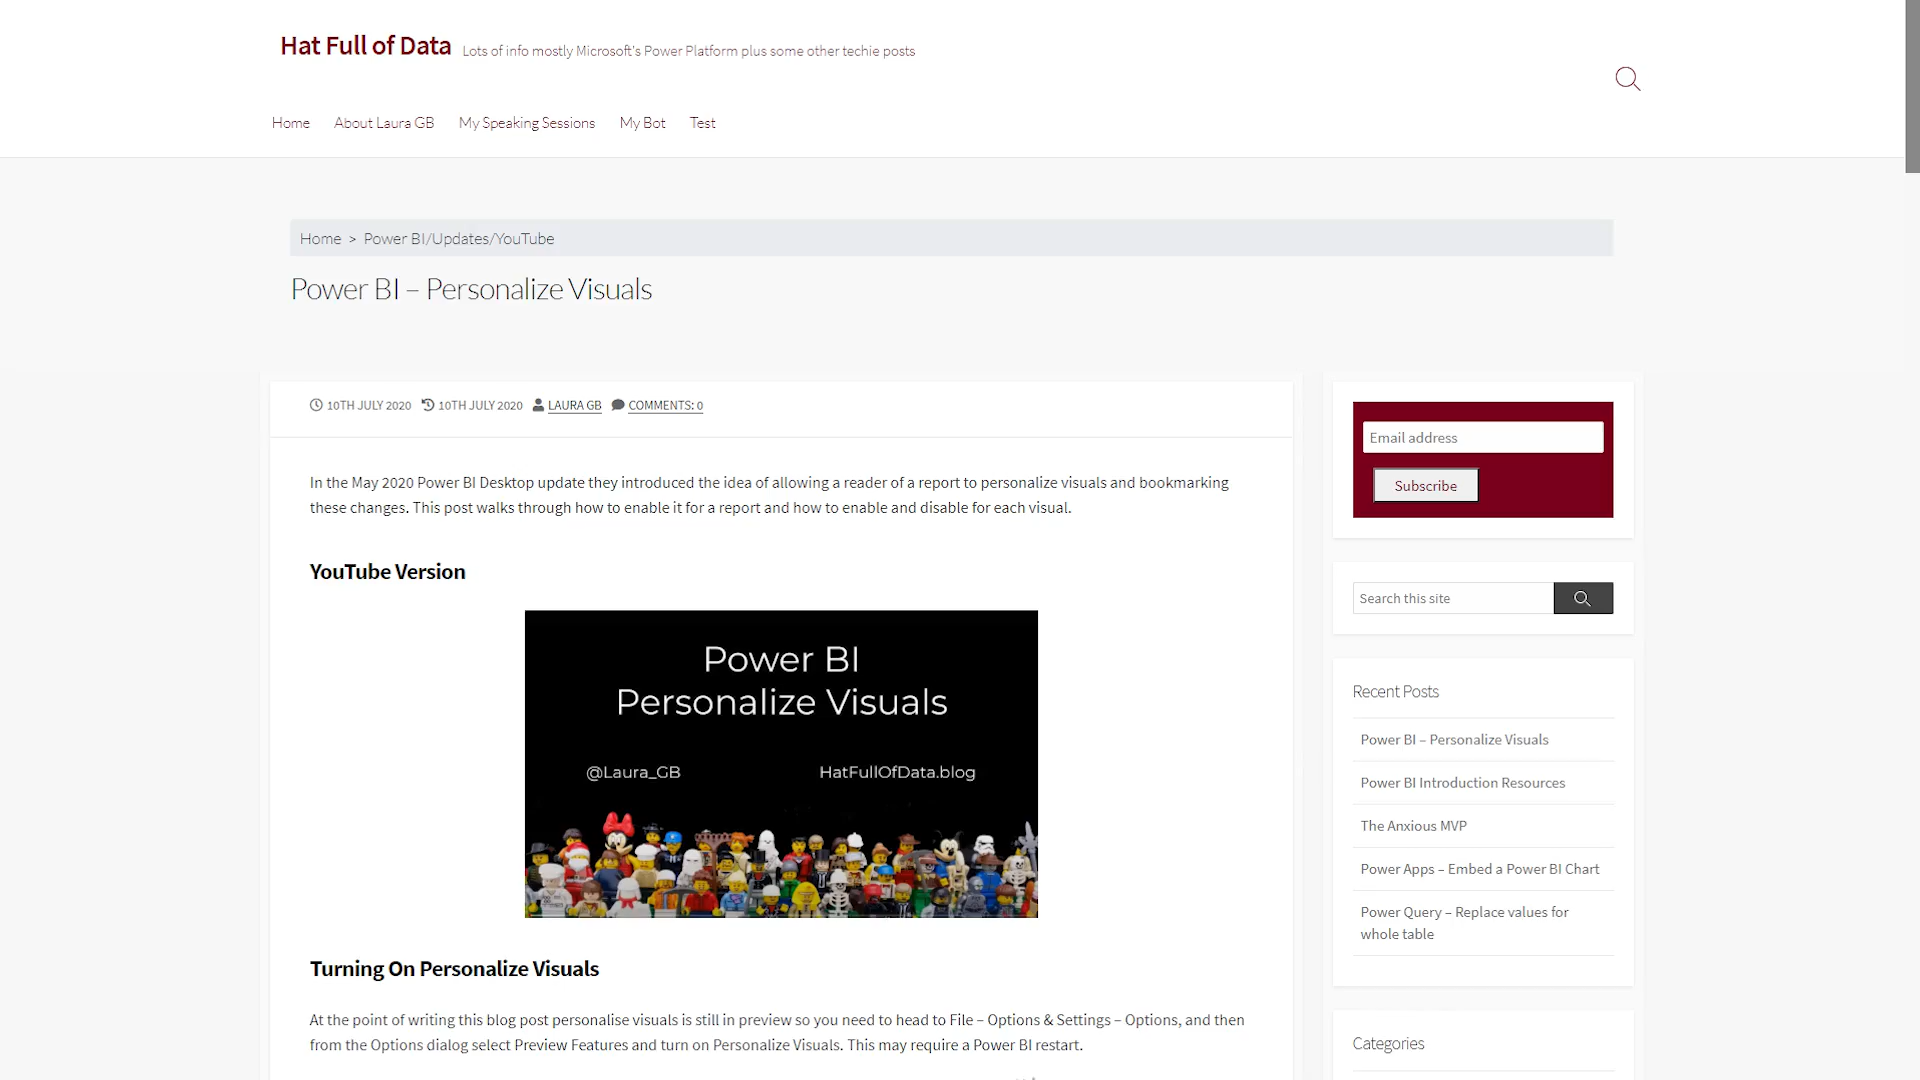 Hat Full of Data Lots of info mostly Microsoft's Power Platform plus some other techie posts
Home About Laura GB My Speaking Sessions My Bot Test
Home > Power BI/Updates/YouTube
Power BI – Personalize Visuals
10TH JULY 2020 10TH JULY 2020 LAURA GB COMMENTS: 0
In the May 2020 Power BI Desktop update they introduced the idea of allowing a reader of a report to personalize visuals and bookmarking
these changes. This post walks through how to enable it for a report and how to enable and disable for each visual.
YouTube Version
Power BI
Personalize Visuals
@Laura_GB HatFullOfData.blog
Turning On Personalize Visuals
At the point of writing this blog post personalise visuals is still in preview so you need to head to File – Options & Settings – Options, and then
from the Options dialog select Preview Features and turn on Personalize Visuals. This may require a Power BI restart.
Email address
Subscribe
Search this site
Recent Posts
Power BI – Personalize Visuals
Power BI Introduction Resources
The Anxious MVP
Power Apps – Embed a Power BI Chart
Power Query – Replace values for
whole table
Categories